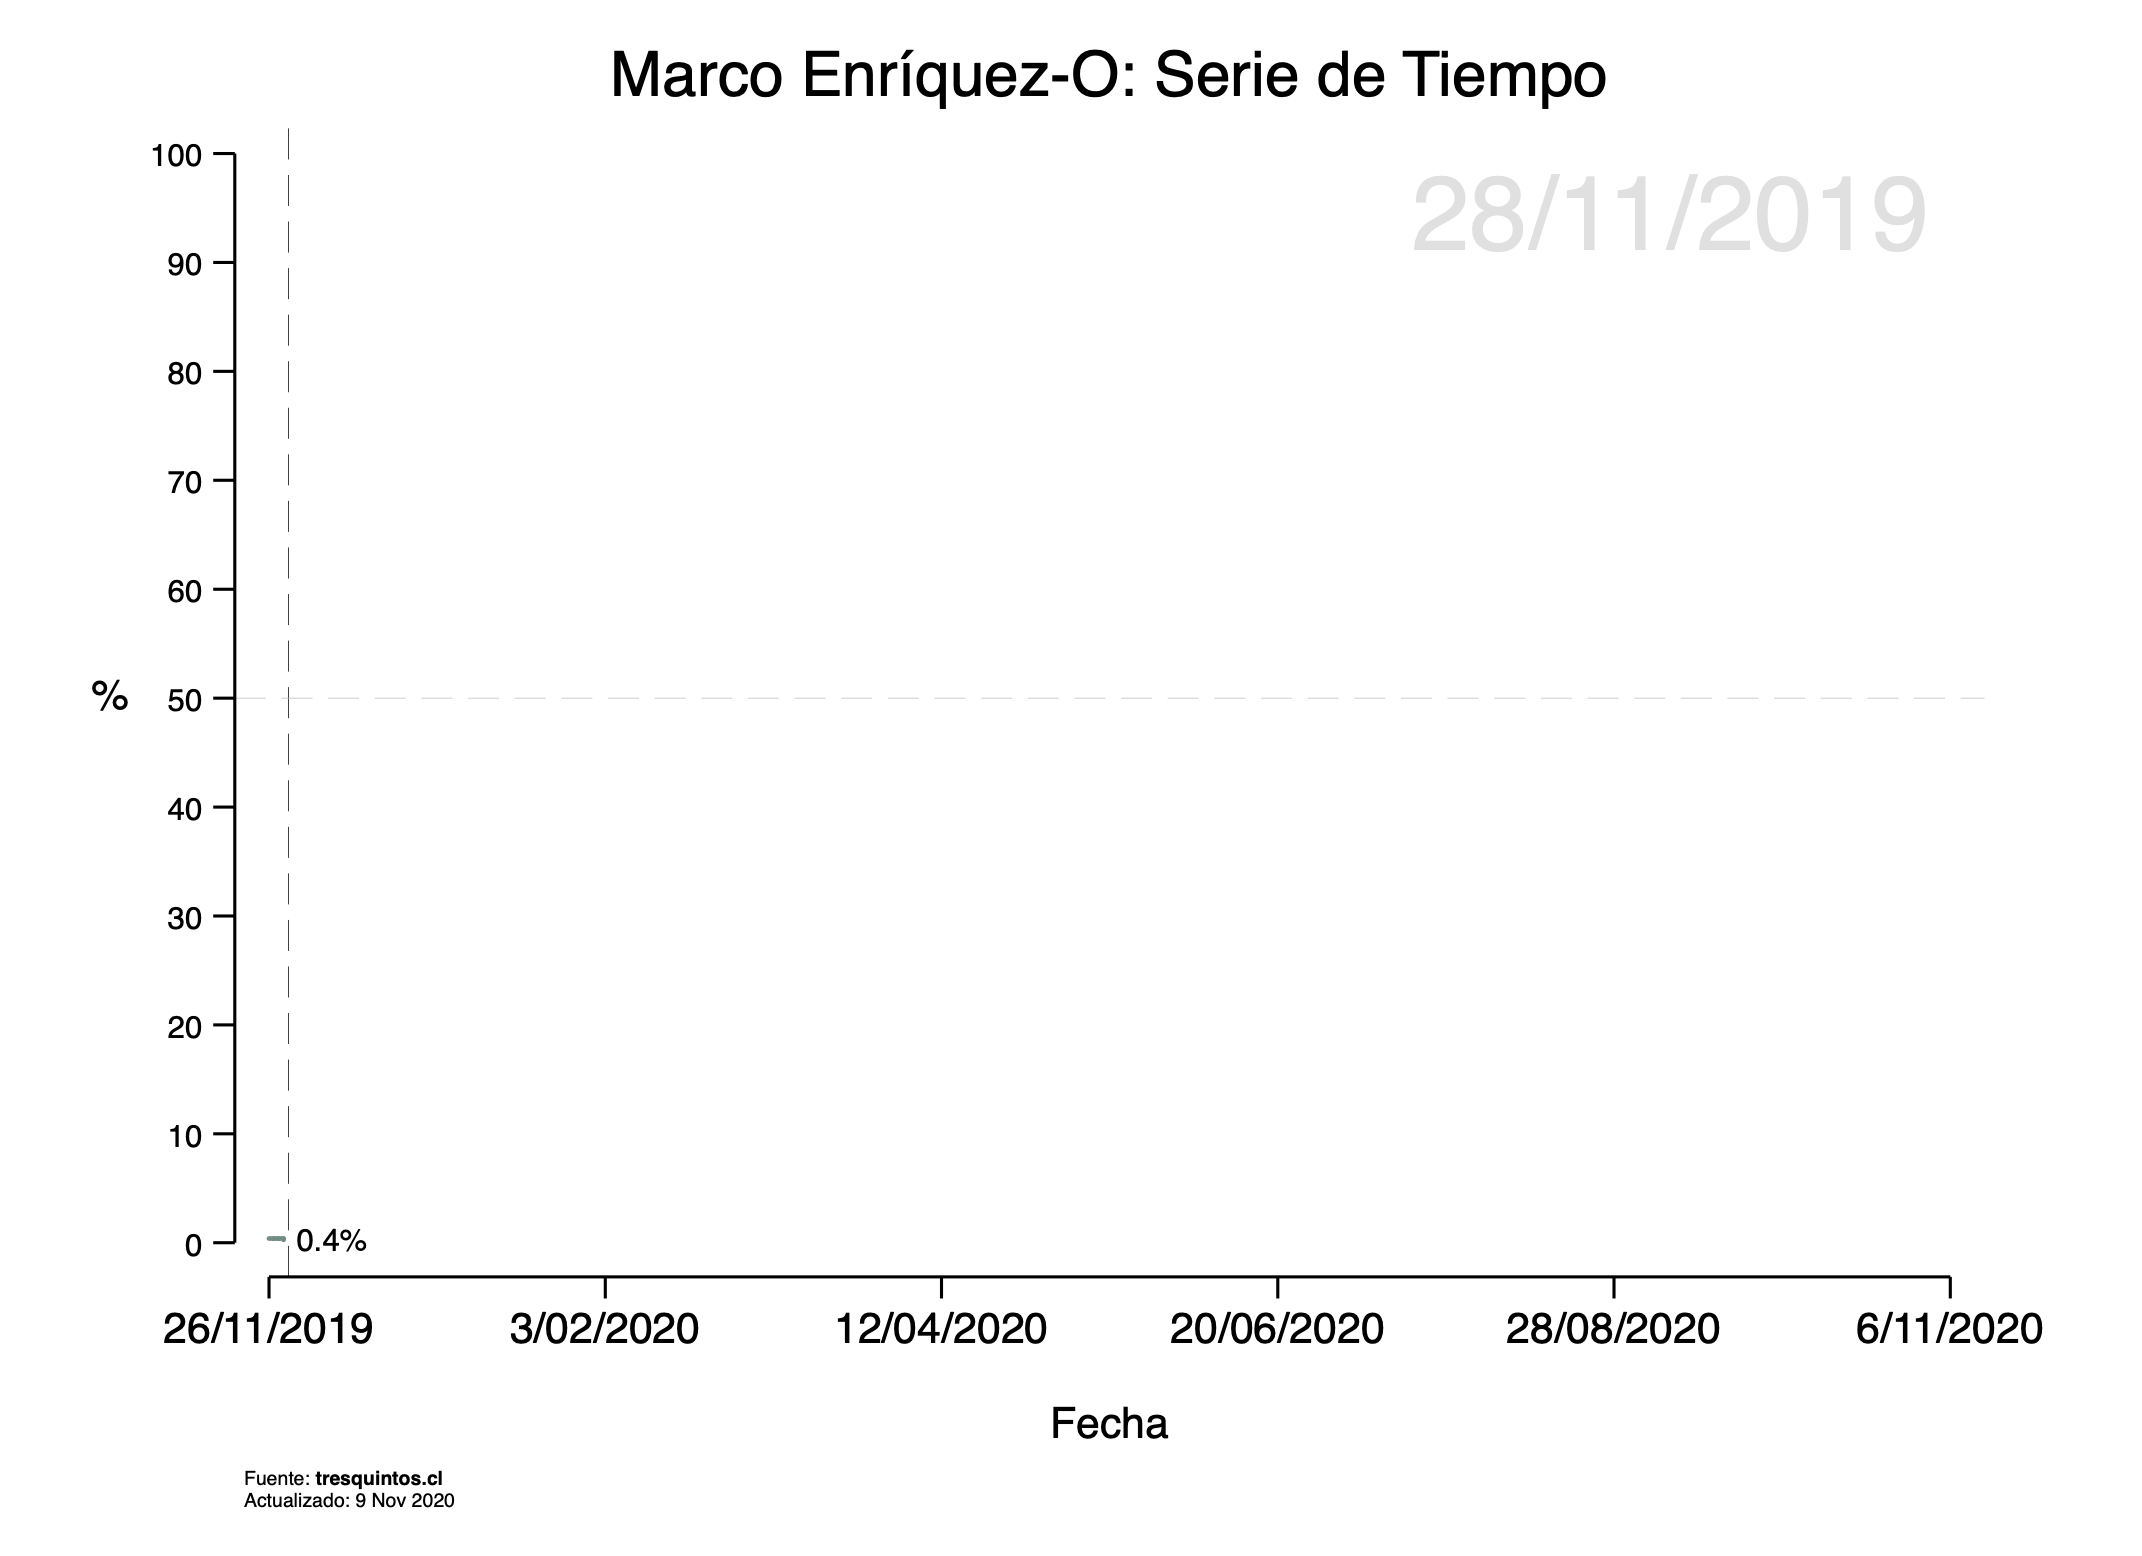 Marco Enríquez-O: Serie de Tiempo
28/11/2019
100
90
80
70
60
50
40
30
20
10
0
%
0.4%
26/11/2019 3/02/2020 12/04/2020 20/06/2020 28/08/2020 6/11/2020
Fecha
Fuente: tresquintos.cl
Actualizado: 9 Nov 2020